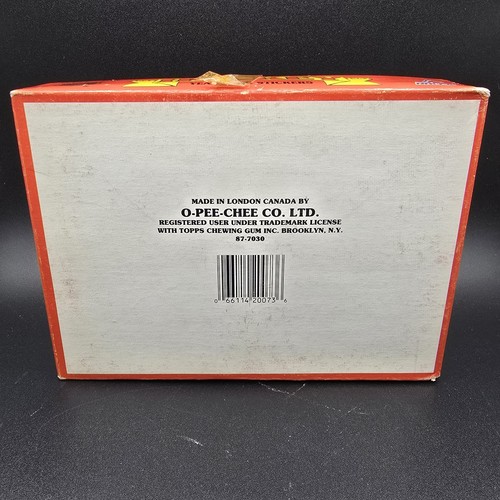 STICKERS
MADE IN LONDON CANADA BY
O-PEE-CHEE CO. LTD.
REGISTERED USER UNDER TRADEMARK LICENSE
WITH TOPPS CHEWING GUM INC. BROOKLYN, N.Y.
87-7030
0 66114 20073 6